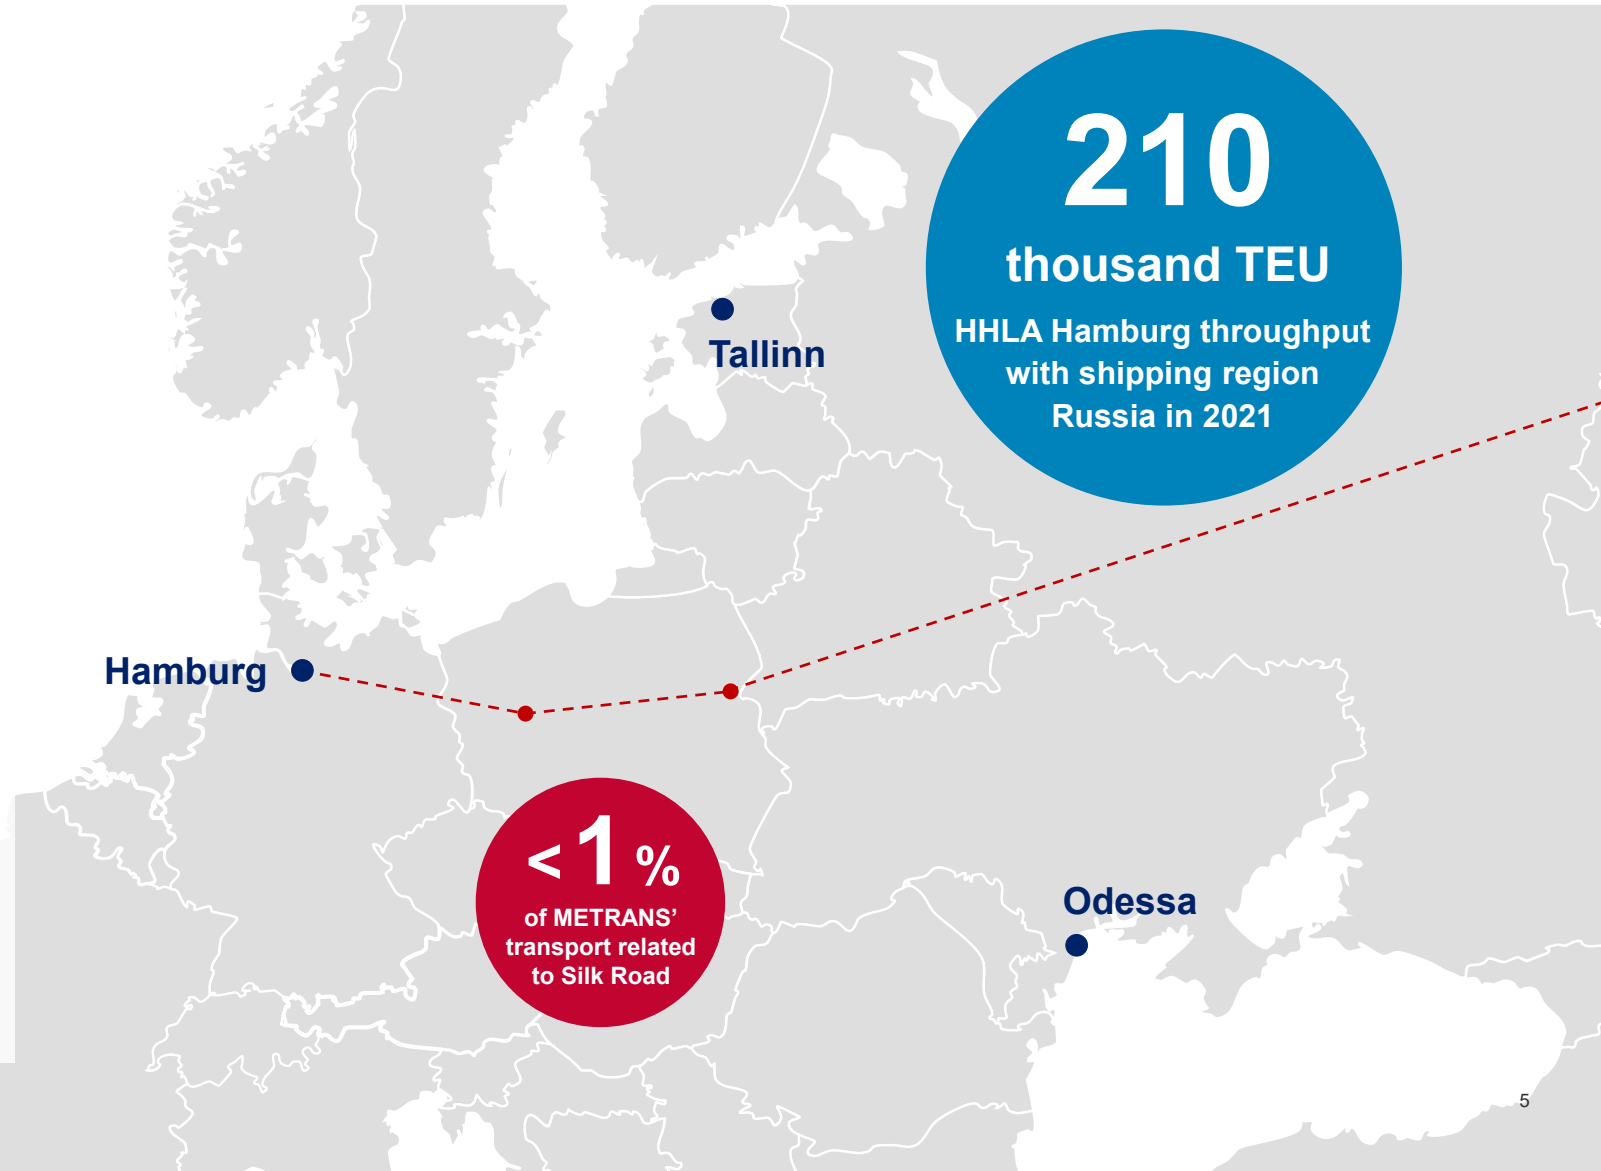 210
thousand TEU
HHLA Hamburg throughput
with shipping region
Russia in 2021
Tallinn
Hamburg
<1 %
of METRANS’
transport related
to Silk Road
Odessa
5